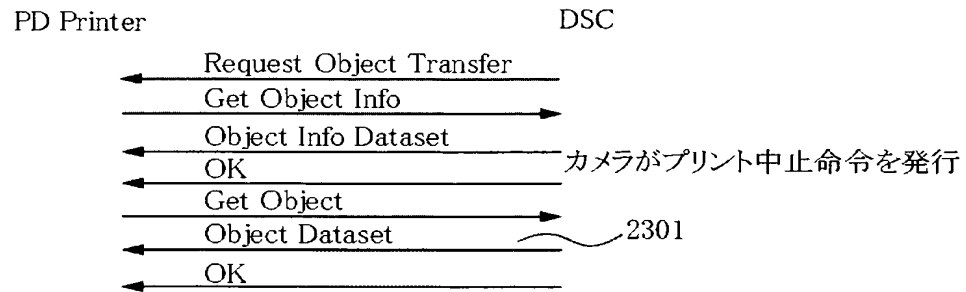 PD Printer
DSC
Request Object Transfer
Get Object Info
Object Info Dataset
カメラがプリント中止命令を発行
OK
Get Object
Object Dataset
2301
OK